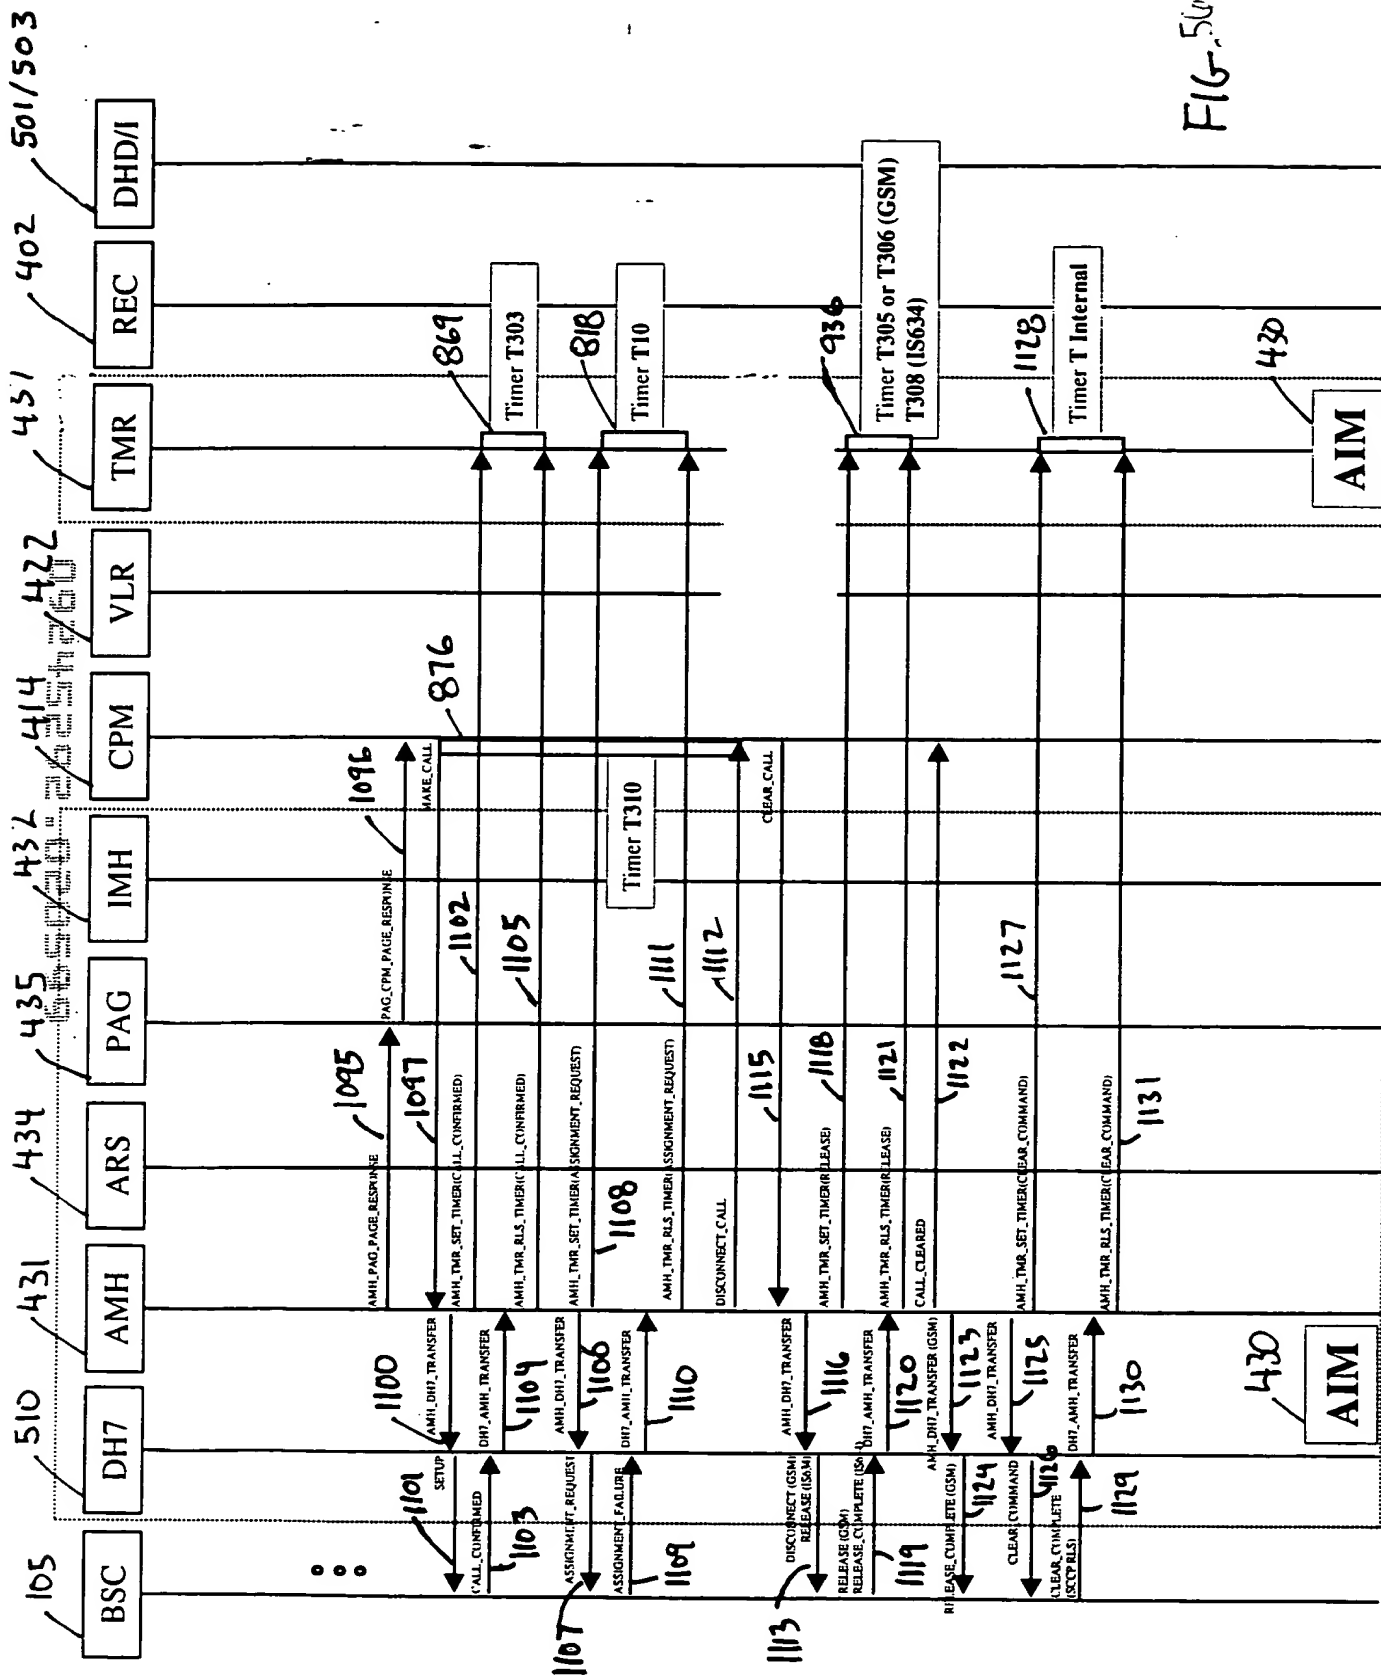 105
510
431
434
435
432
414
422
431
402
501/503
BSC
DH7
AMH
ARS
PAG
IMH
CPM
VLR
TMR
REC
DHD/I
AMH_PAG_PAGE_RESPONSE
1095
PAG_CPM_PAGE_RESPONSE
1096
MAKE_CALL
1097
876
AMH_DH7_TRANSFER
1100
SETUP
1101
AMH_TMR_SET_TIMER(CALL_CONFIRMED)
1102
869
Timer T303
CALL_CONFIRMED
1103
DH7_AMH_TRANSFER
1104
AMH_TMR_RLS_TIMER(CALL_CONFIRMED)
1105
AMH_DH7_TRANSFER
1106
ASSIGNMENT_REQUEST
1107
AMH_TMR_SET_TIMER(ASSIGNMENT_REQUEST)
1108
818
Timer T10
Timer T310
ASSIGNMENT_FAILURE
1109
DH7_AMH_TRANSFER
1110
AMH_TMR_RLS_TIMER(ASSIGNMENT_REQUEST)
1111
DISCONNECT_CALL
1112
CLEAR_CALL
1115
AMH_DH7_TRANSFER
1116
DISCONNECT (GSM)
RELEASE (IS634)
1113
AMH_TMR_SET_TIMER(RELEASE)
1118
936
Timer T305 or T306 (GSM)
T308 (IS634)
RELEASE (GSM)
RELEASE_COMPLETE
1119
DH7_AMH_TRANSFER
1120
AMH_TMR_RLS_TIMER(RELEASE)
1121
CALL_CLEARED
1122
AMH_DH7_TRANSFER (GSM)
1123
RELEASE_COMPLETE (GSM)
1124
AMH_DH7_TRANSFER
1125
CLEAR_COMMAND
1126
AMH_TMR_SET_TIMER(CLEAR_COMMAND)
1127
1128
Timer T Internal
CLEAR_COMPLETE
(SCCP RLS)
1129
DH7_AMH_TRANSFER
1130
AMH_TMR_RLS_TIMER(CLEAR_COMMAND)
1131
430
AIM
430
AIM
FIG.